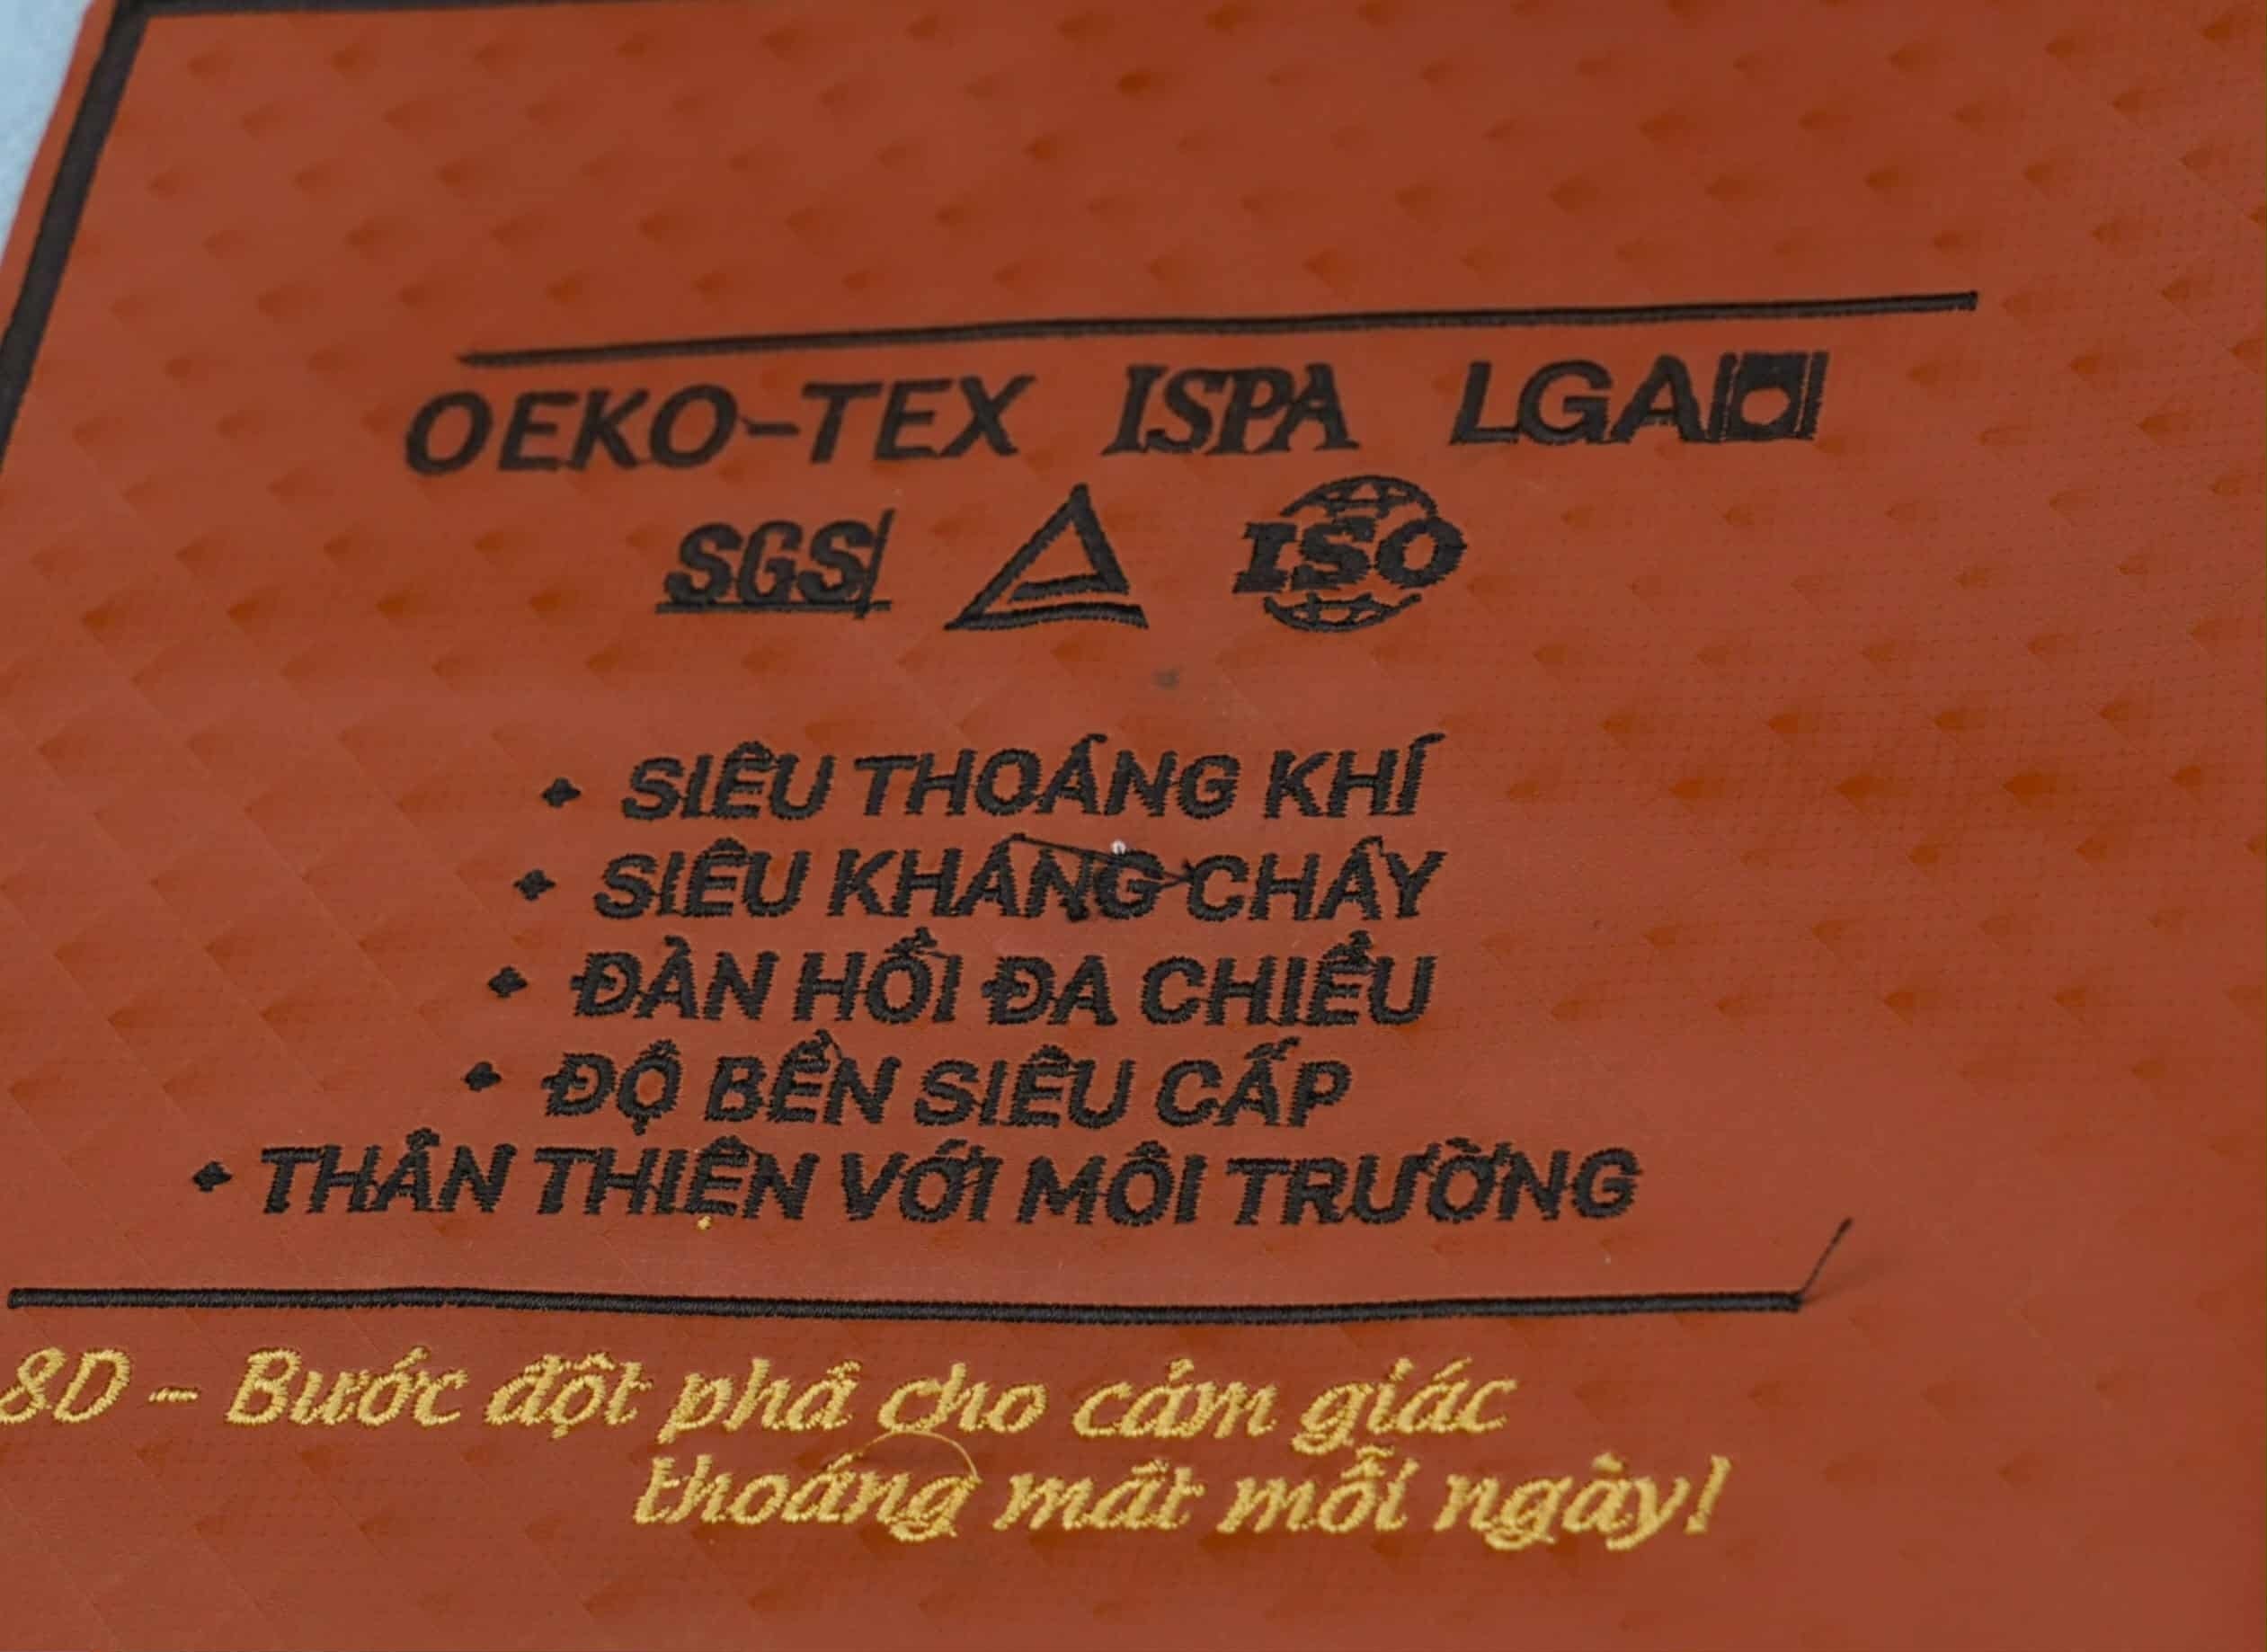 OEKO-TEX ISPA LGA
SGS ISO
• SIÊU THOÁNG KHÍ
• SIÊU KHÁNG CHÁY
• ĐÀN HỒI ĐA CHIỀU
• ĐỘ BỀN SIÊU CẤP
• THÂN THIỆN VỚI MÔI TRƯỜNG
8D - Bước đột phá cho cảm giác
thoáng mát mỗi ngày!